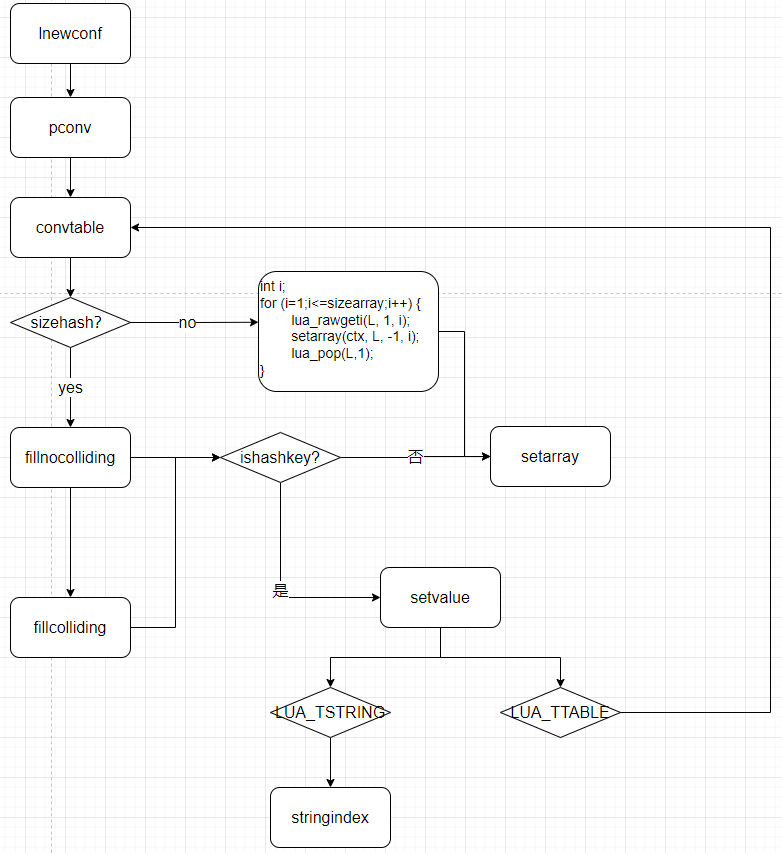 lnewconf
pconv
convtable
sizehash?
no
int i;
for (i=1;i<=sizearray;i++) {
lua_rawgeti(L, 1, i);
setarray(ctx, L, -1, i);
lua_pop(L,1);
}
yes
fillnocolliding
ishashkey?
否
setarray
是
setvalue
fillcolliding
LUA_TSTRING
LUA_TTABLE
stringindex